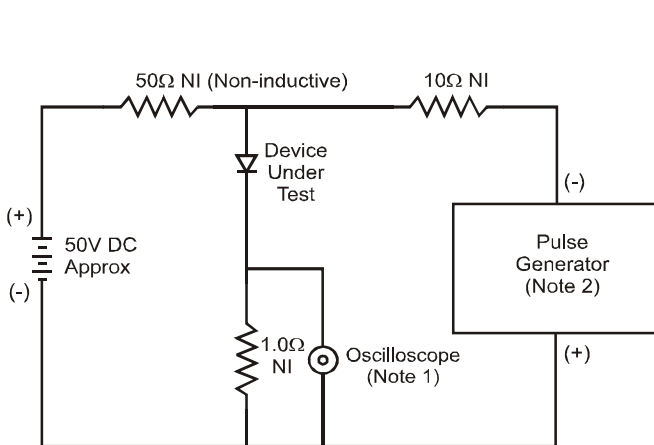 50Ω NI (Non-inductive)
10Ω NI
Device
Under
Test
(-)
(+)
50V DC
Approx
(-)
Pulse
Generator
(Note 2)
1.0Ω
NI
Oscilloscope
(Note 1)
(+)